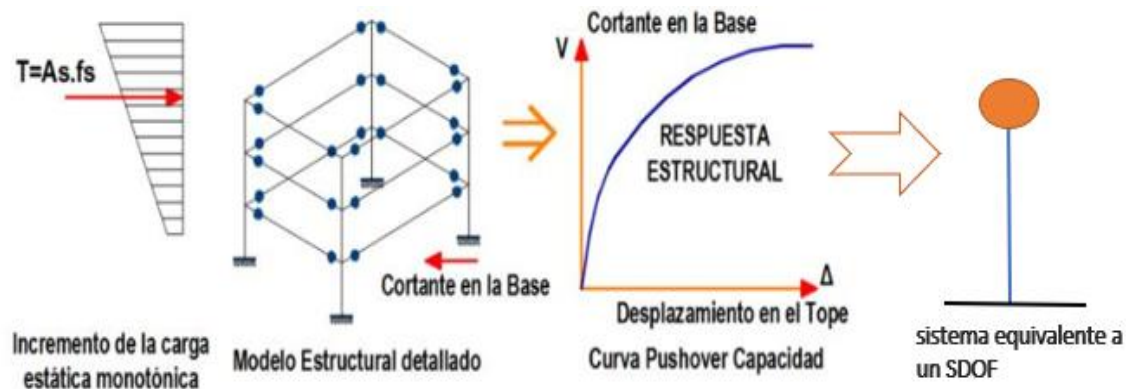 T=As.fs
Incremento de la carga
estática monotónica
Cortante en la Base
Modelo Estructural detallado
Cortante en la Base
V
RESPUESTA
ESTRUCTURAL
Δ
Desplazamiento en el Tope
Curva Pushover Capacidad
sistema equivalente a
un SDOF